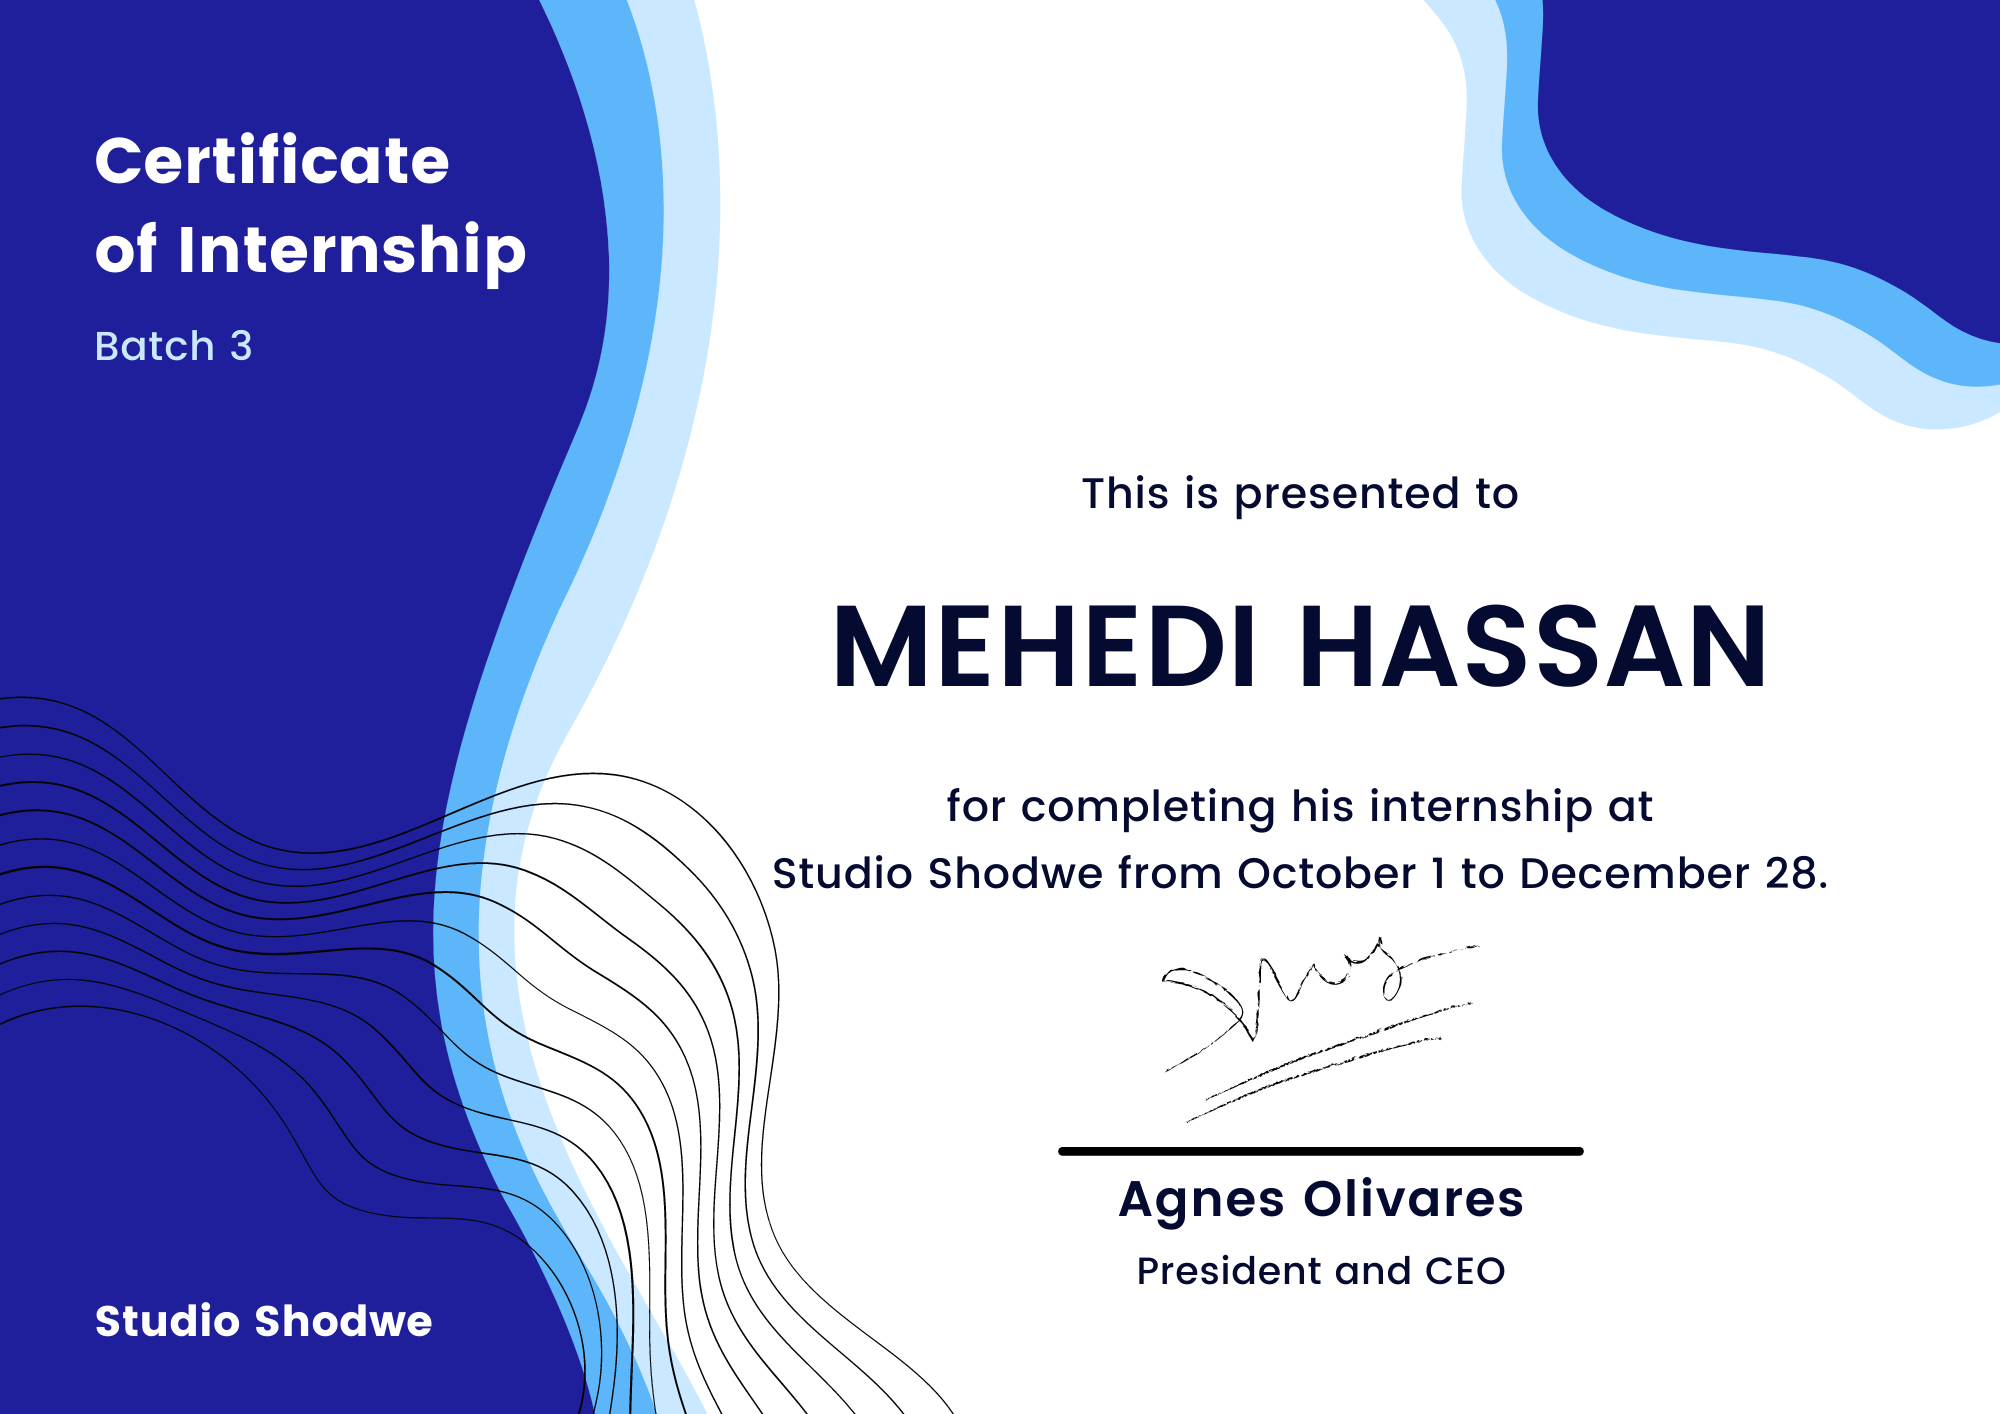 Certificate
of Internship
Batch 3
This is presented to
MEHEDI HASSAN
for completing his internship at
Studio Shodwe from October 1 to December 28.
Agnes Olivares
President and CEO
Studio Shodwe